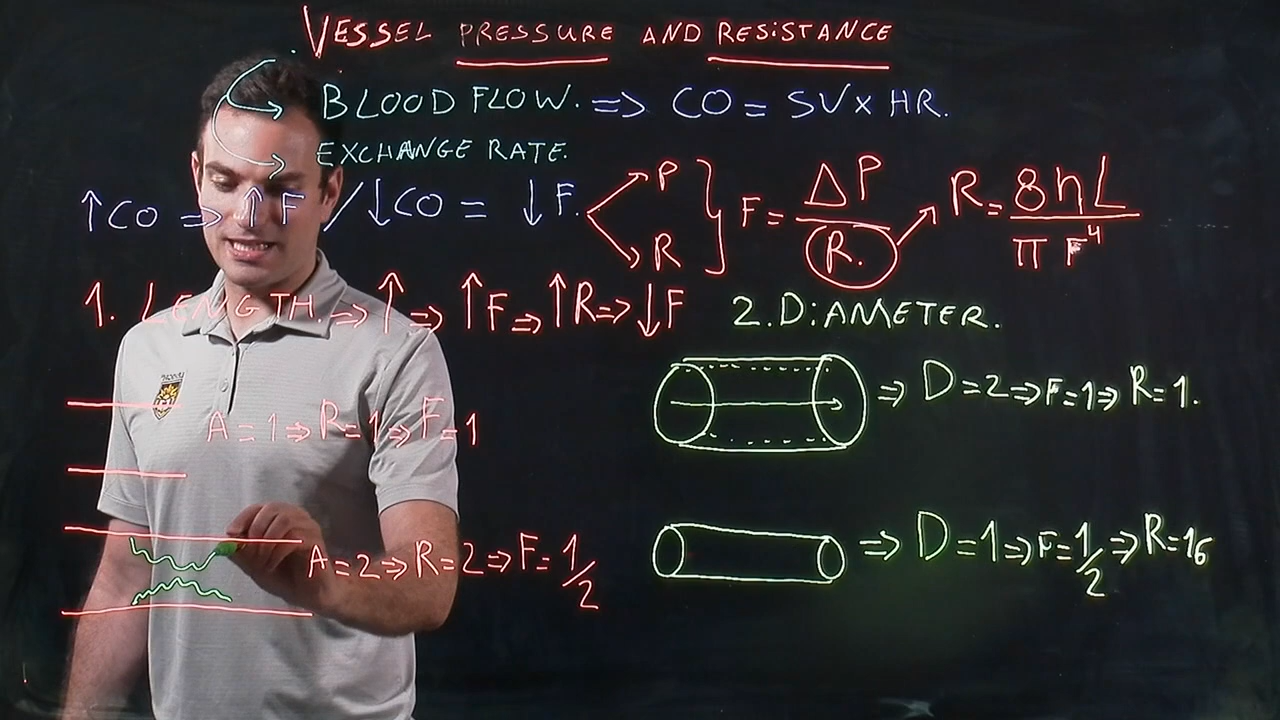 VESSEL PRESSURE AND RESISTANCE
BLOOD FLOW. => CO = SV x HR.
EXCHANGE RATE.
↑CO => ↑F / ↓CO = ↓F. P R } F = ΔP / R. R = 8ηL / π r⁴
1. LENGTH. => ↑ => ↑F => ↑R => ↓F
2. DIAMETER.
A = 1 => R = 1 => F = 1
D = 2 => r = 1 => R = 1.
A = 2 => R = 2 => F = 1/2
D = 1 => r = 1/2 => R = 16